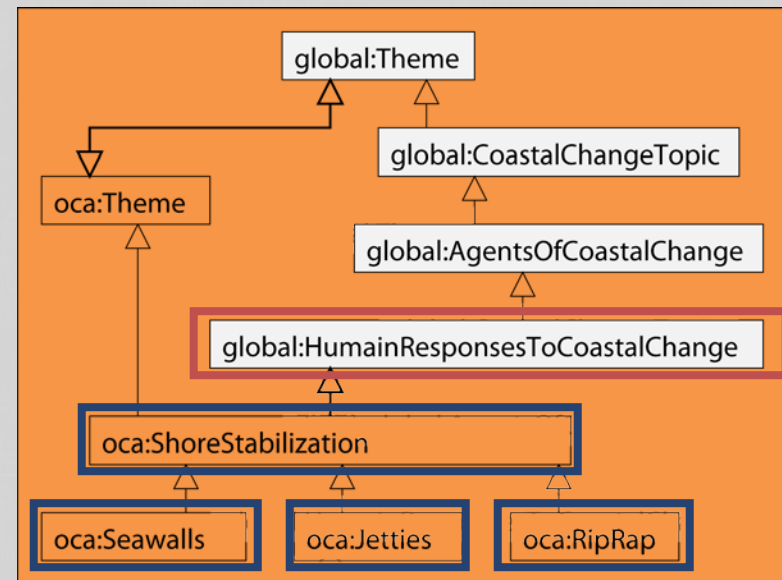 global:Theme
global:CoastalChangeTopic
oca:Theme
global:AgentsOfCoastalChange
global:HumainResponsesToCoastalChange
oca:ShoreStabilization
oca:Seawalls
oca:Jetties
oca:RipRap